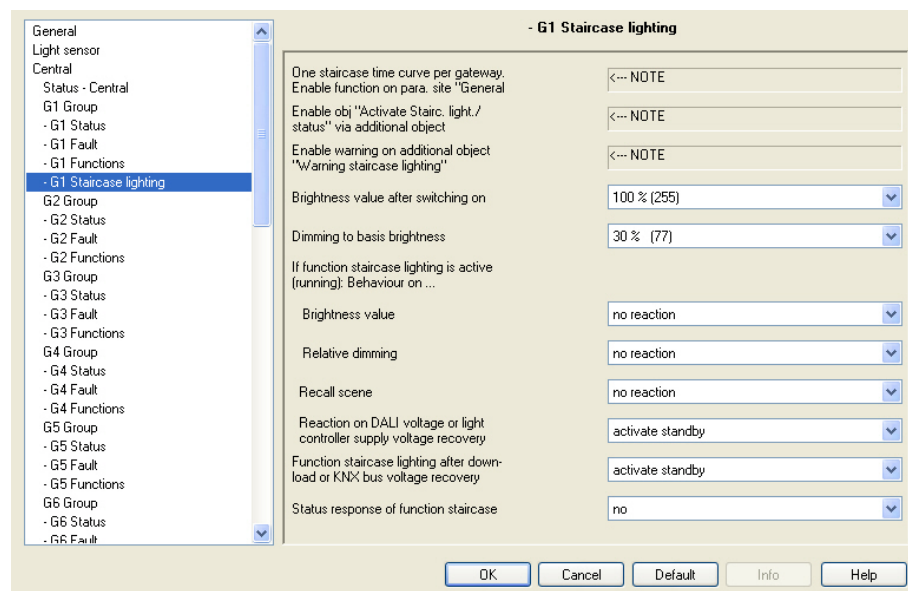 - G1 Staircase lighting
General
Light sensor
Central
Status - Central
G1 Group
- G1 Status
- G1 Fault
- G1 Functions
- G1 Staircase lighting
G2 Group
- G2 Status
- G2 Fault
- G2 Functions
G3 Group
- G3 Status
- G3 Fault
- G3 Functions
G4 Group
- G4 Status
- G4 Fault
- G4 Functions
G5 Group
- G5 Status
- G5 Fault
- G5 Functions
G6 Group
- G6 Status
- G6 Fault
One staircase time curve per gateway.
Enable function on para. site "General
<--- NOTE
Enable obj "Activate Stairc. light./
status" via additional object
<--- NOTE
Enable warning on additional object
"Warning staircase lighting"
<--- NOTE
Brightness value after switching on
100 % (255)
Dimming to basis brightness
30 % (77)
If function staircase lighting is active
(running): Behaviour on ...
Brightness value
no reaction
Relative dimming
no reaction
Recall scene
no reaction
Reaction on DALI voltage or light
controller supply voltage recovery
activate standby
Function staircase lighting after down-
load or KNX bus voltage recovery
activate standby
Status response of function staircase
no
OK
Cancel
Default
Info
Help